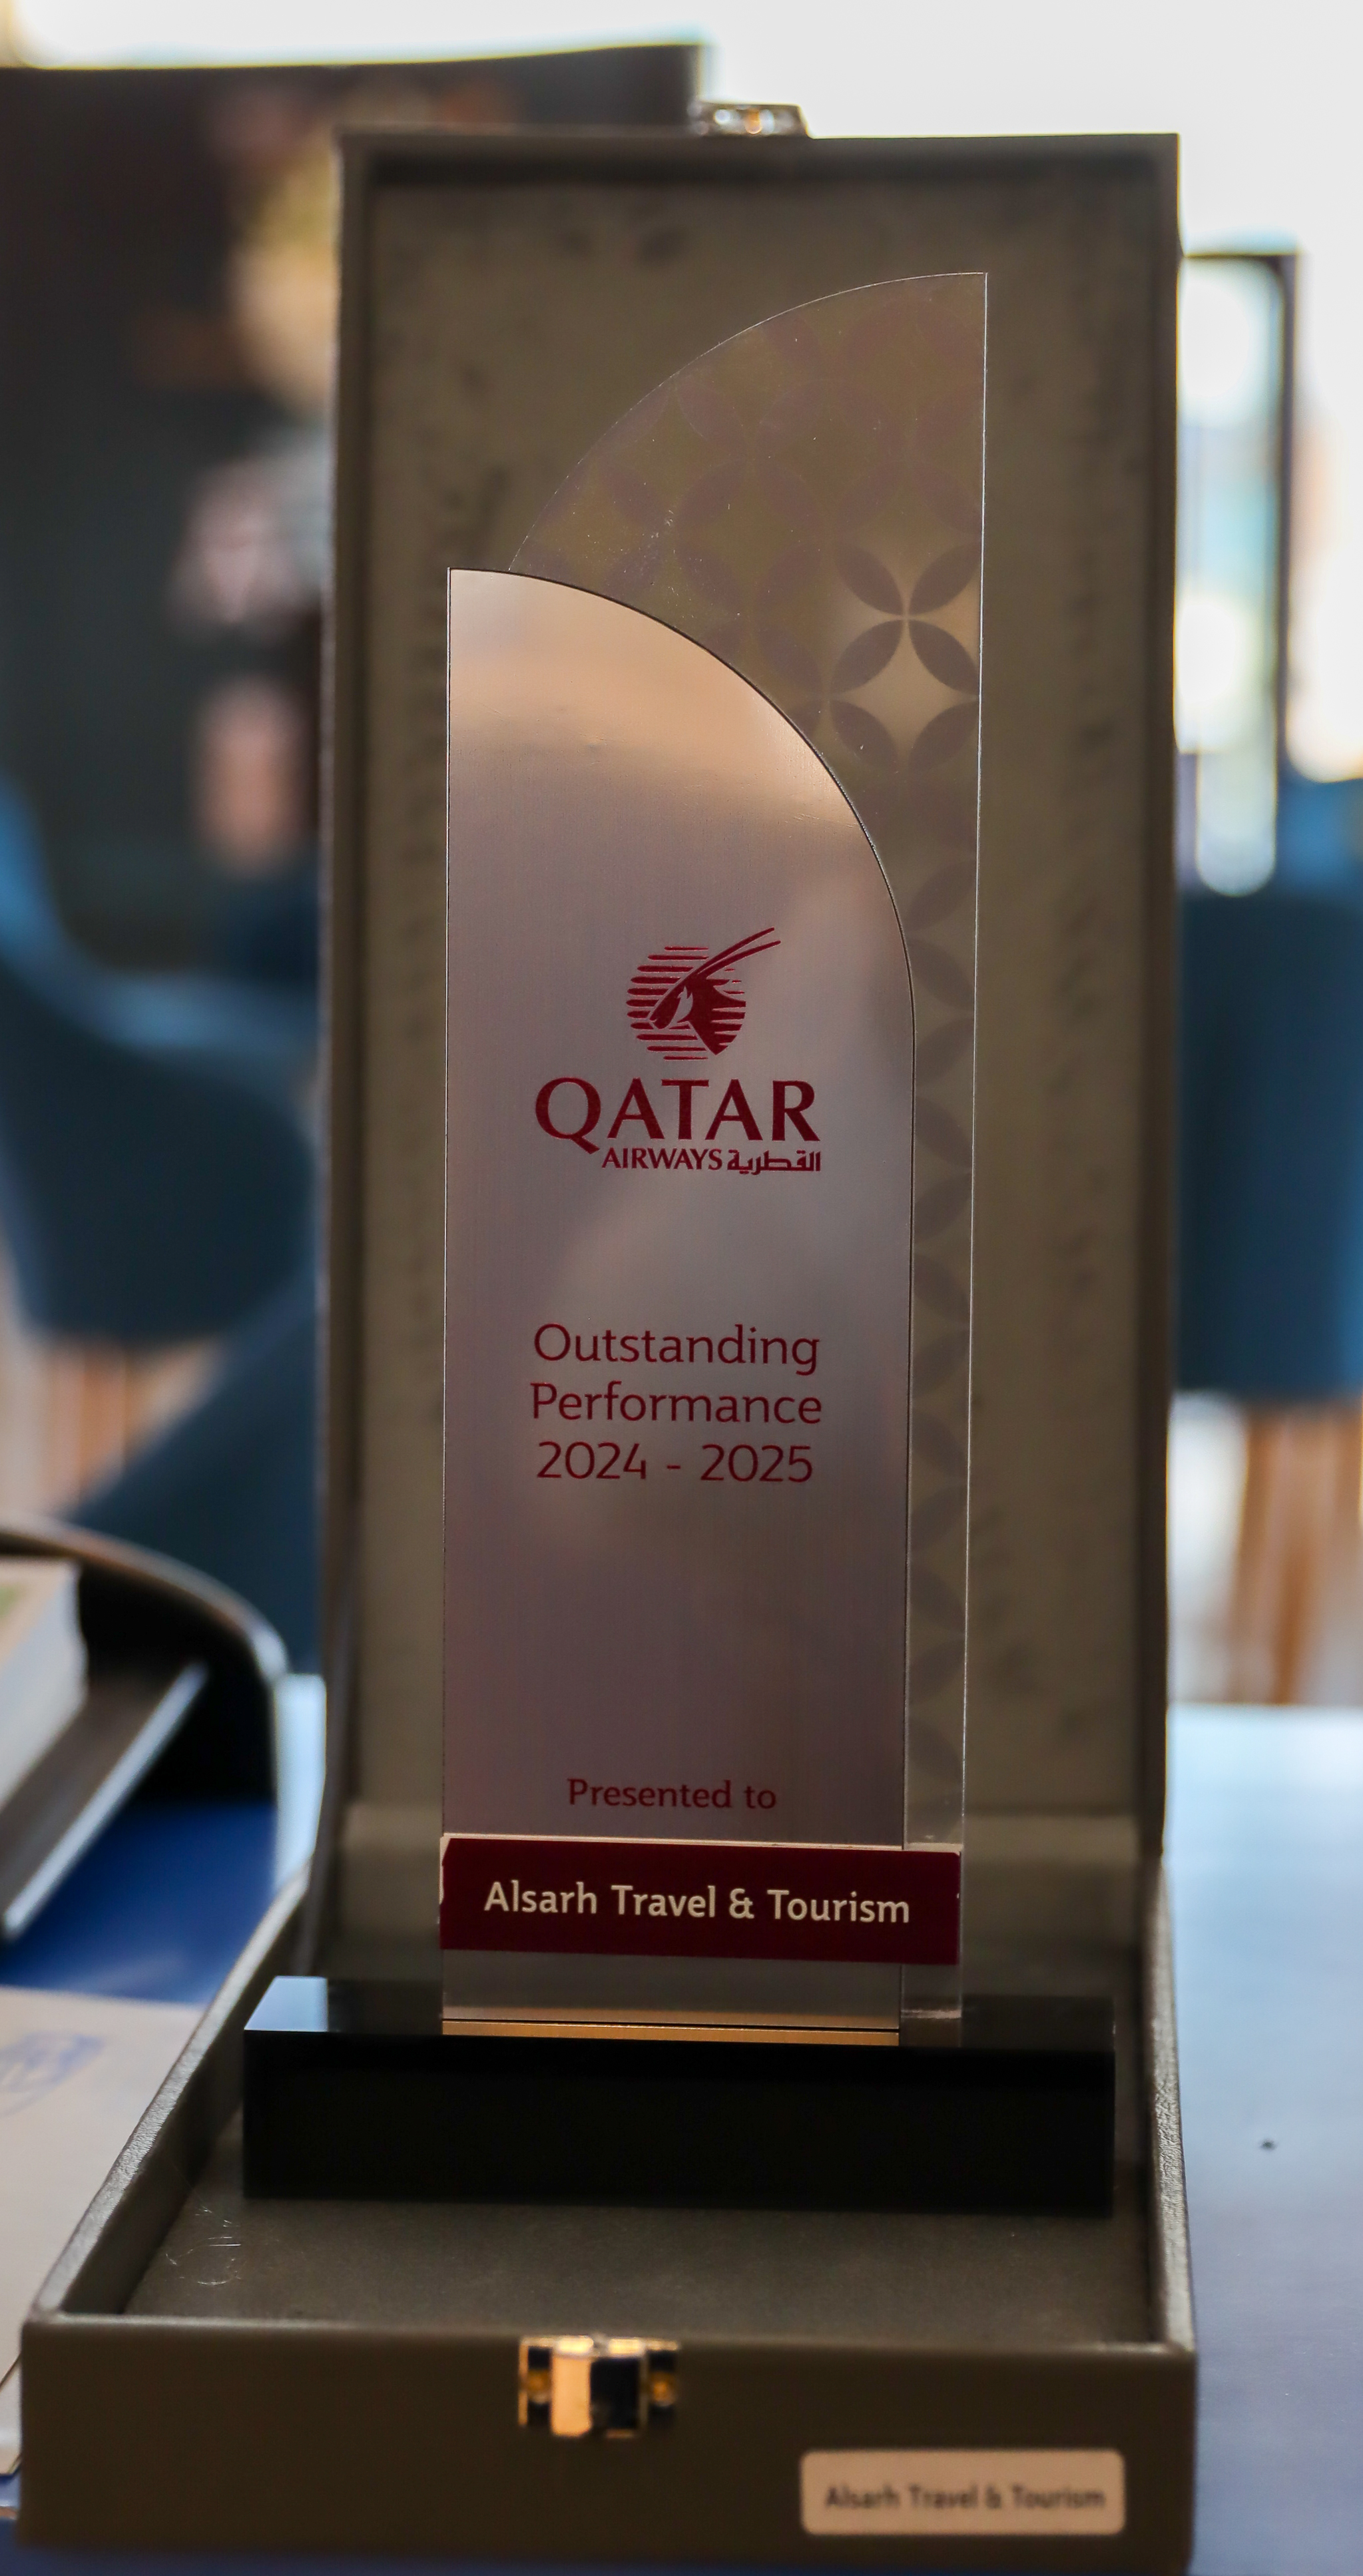 QATAR
AIRWAYS القطرية
Outstanding
Performance
2024 - 2025
Presented to
Alsarh Travel & Tourism
Alsarh Travel & Tourism